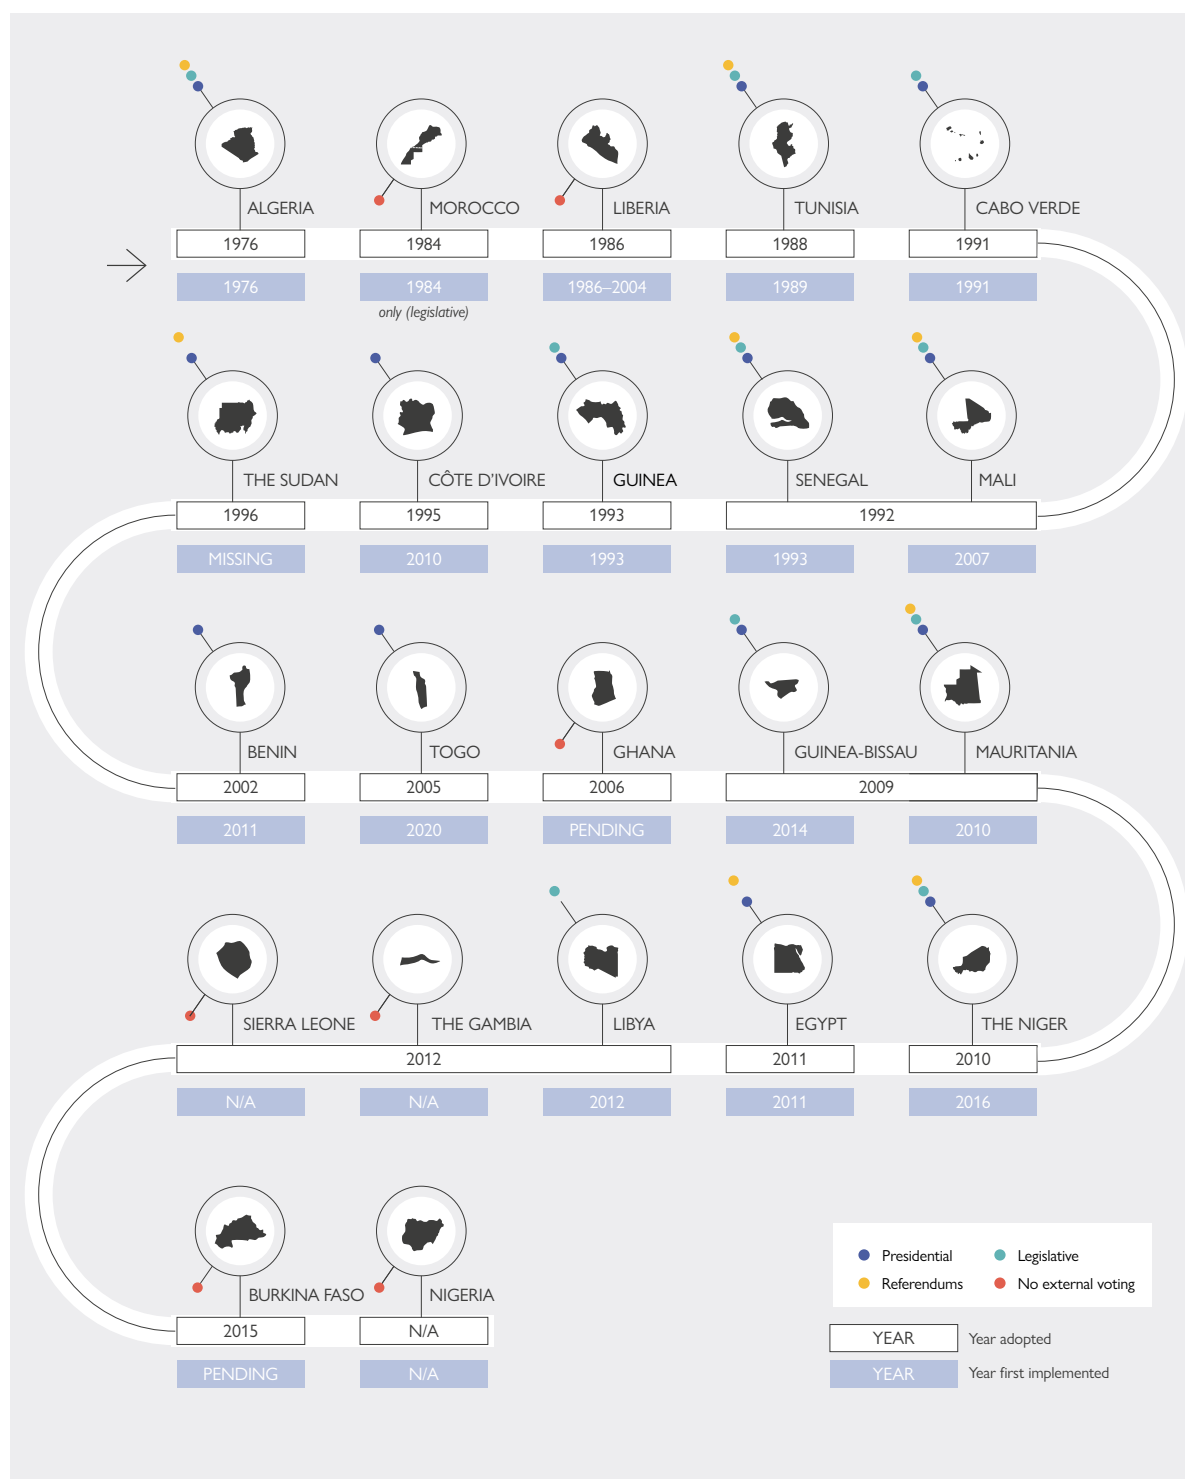 ALGERIA
MOROCCO
LIBERIA
TUNISIA
CABO VERDE
1976
1984
1986
1988
1991
1976
1984
1986–2004
1989
1991
only (legislative)
THE SUDAN
CÔTE D'IVOIRE
GUINEA
SENEGAL
MALI
1996
1995
1993
1992
MISSING
2010
1993
1993
2007
BENIN
TOGO
GHANA
GUINEA-BISSAU
MAURITANIA
2002
2005
2006
2009
2011
2020
PENDING
2014
2010
SIERRA LEONE
THE GAMBIA
LIBYA
EGYPT
THE NIGER
2012
2011
2010
N/A
N/A
2012
2011
2016
BURKINA FASO
NIGERIA
2015
N/A
PENDING
N/A
Presidential
Legislative
Referendums
No external voting
YEAR
Year adopted
YEAR
Year first implemented